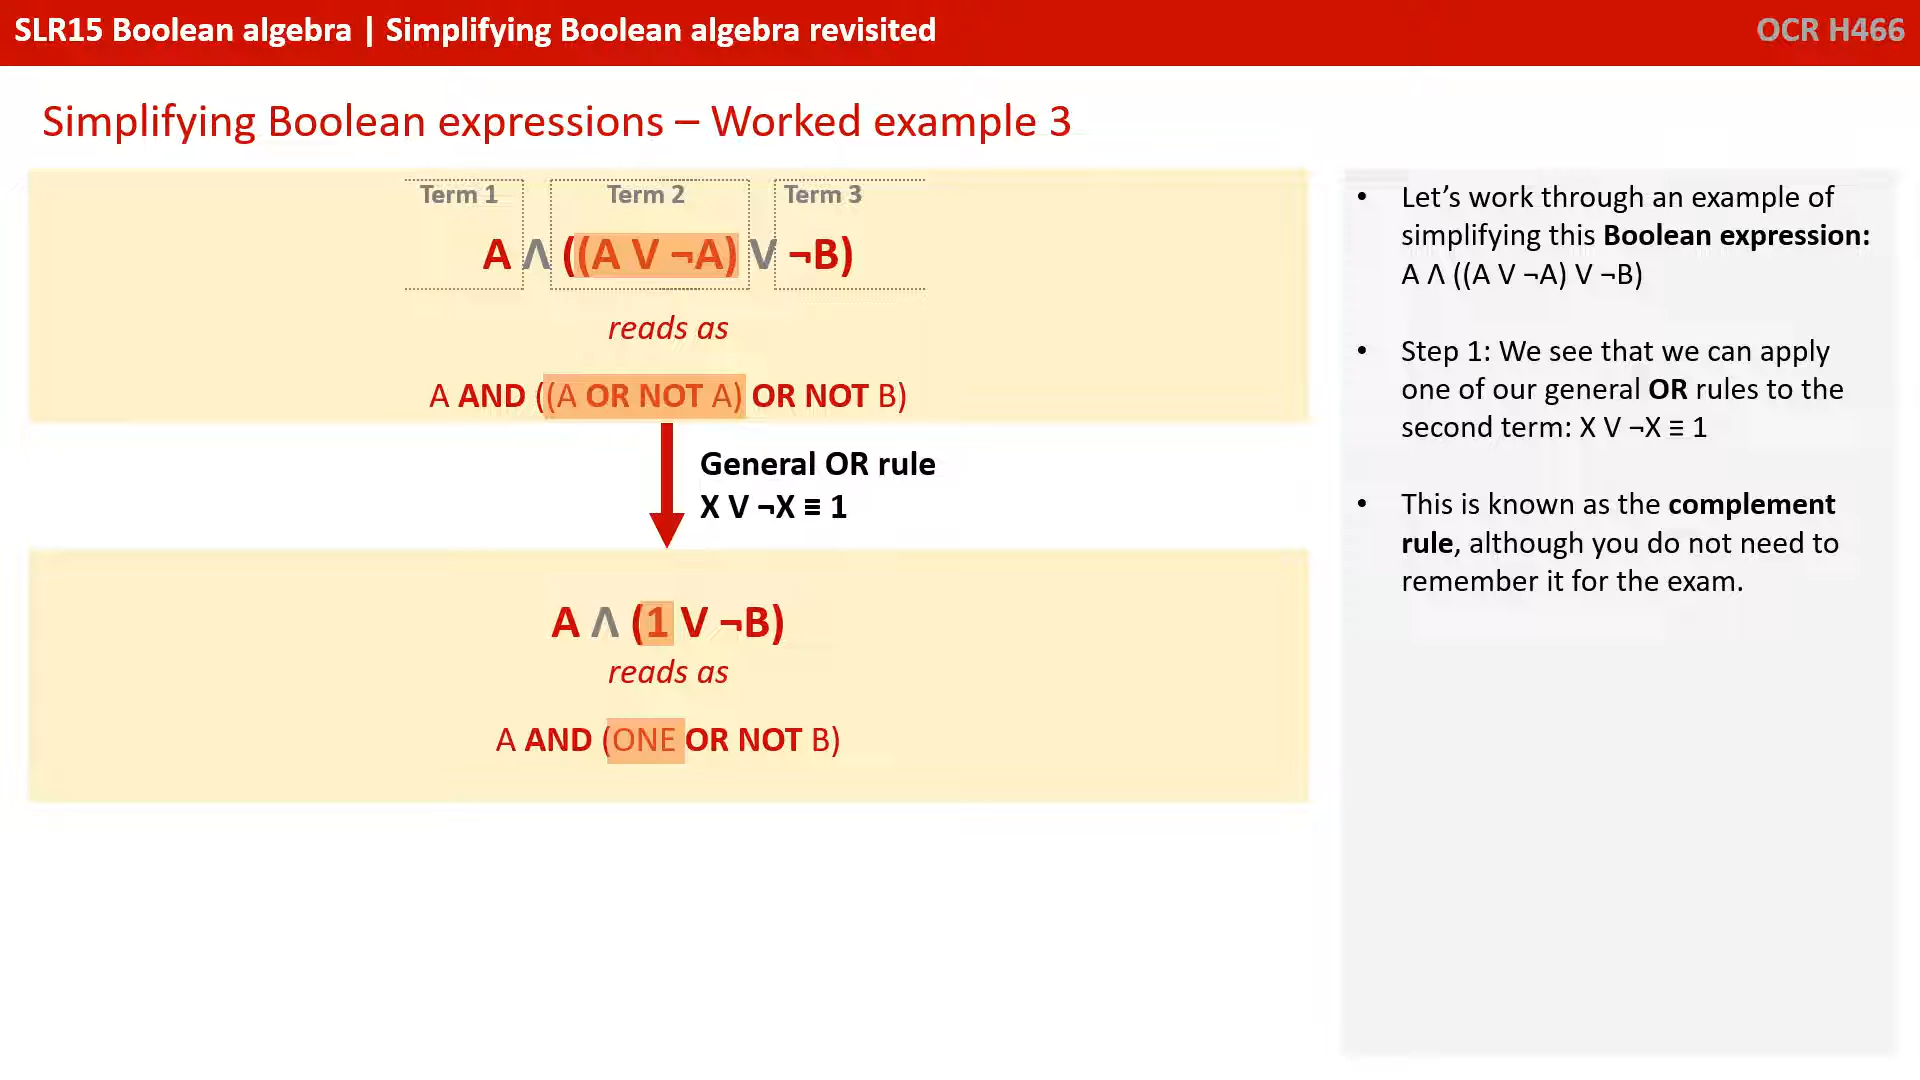 SLR15 Boolean algebra | Simplifying Boolean algebra revisited
OCR H466
Simplifying Boolean expressions – Worked example 3
Term 1 Term 2 Term 3
A Λ ((A V ¬A) V ¬B)
reads as
A AND ((A OR NOT A) OR NOT B)
General OR rule
X V ¬X ≡ 1
A Λ (1 V ¬B)
reads as
A AND (ONE OR NOT B)
• Let’s work through an example of
simplifying this Boolean expression:
A Λ ((A V ¬A) V ¬B)
• Step 1: We see that we can apply
one of our general OR rules to the
second term: X V ¬X ≡ 1
• This is known as the complement
rule, although you do not need to
remember it for the exam.